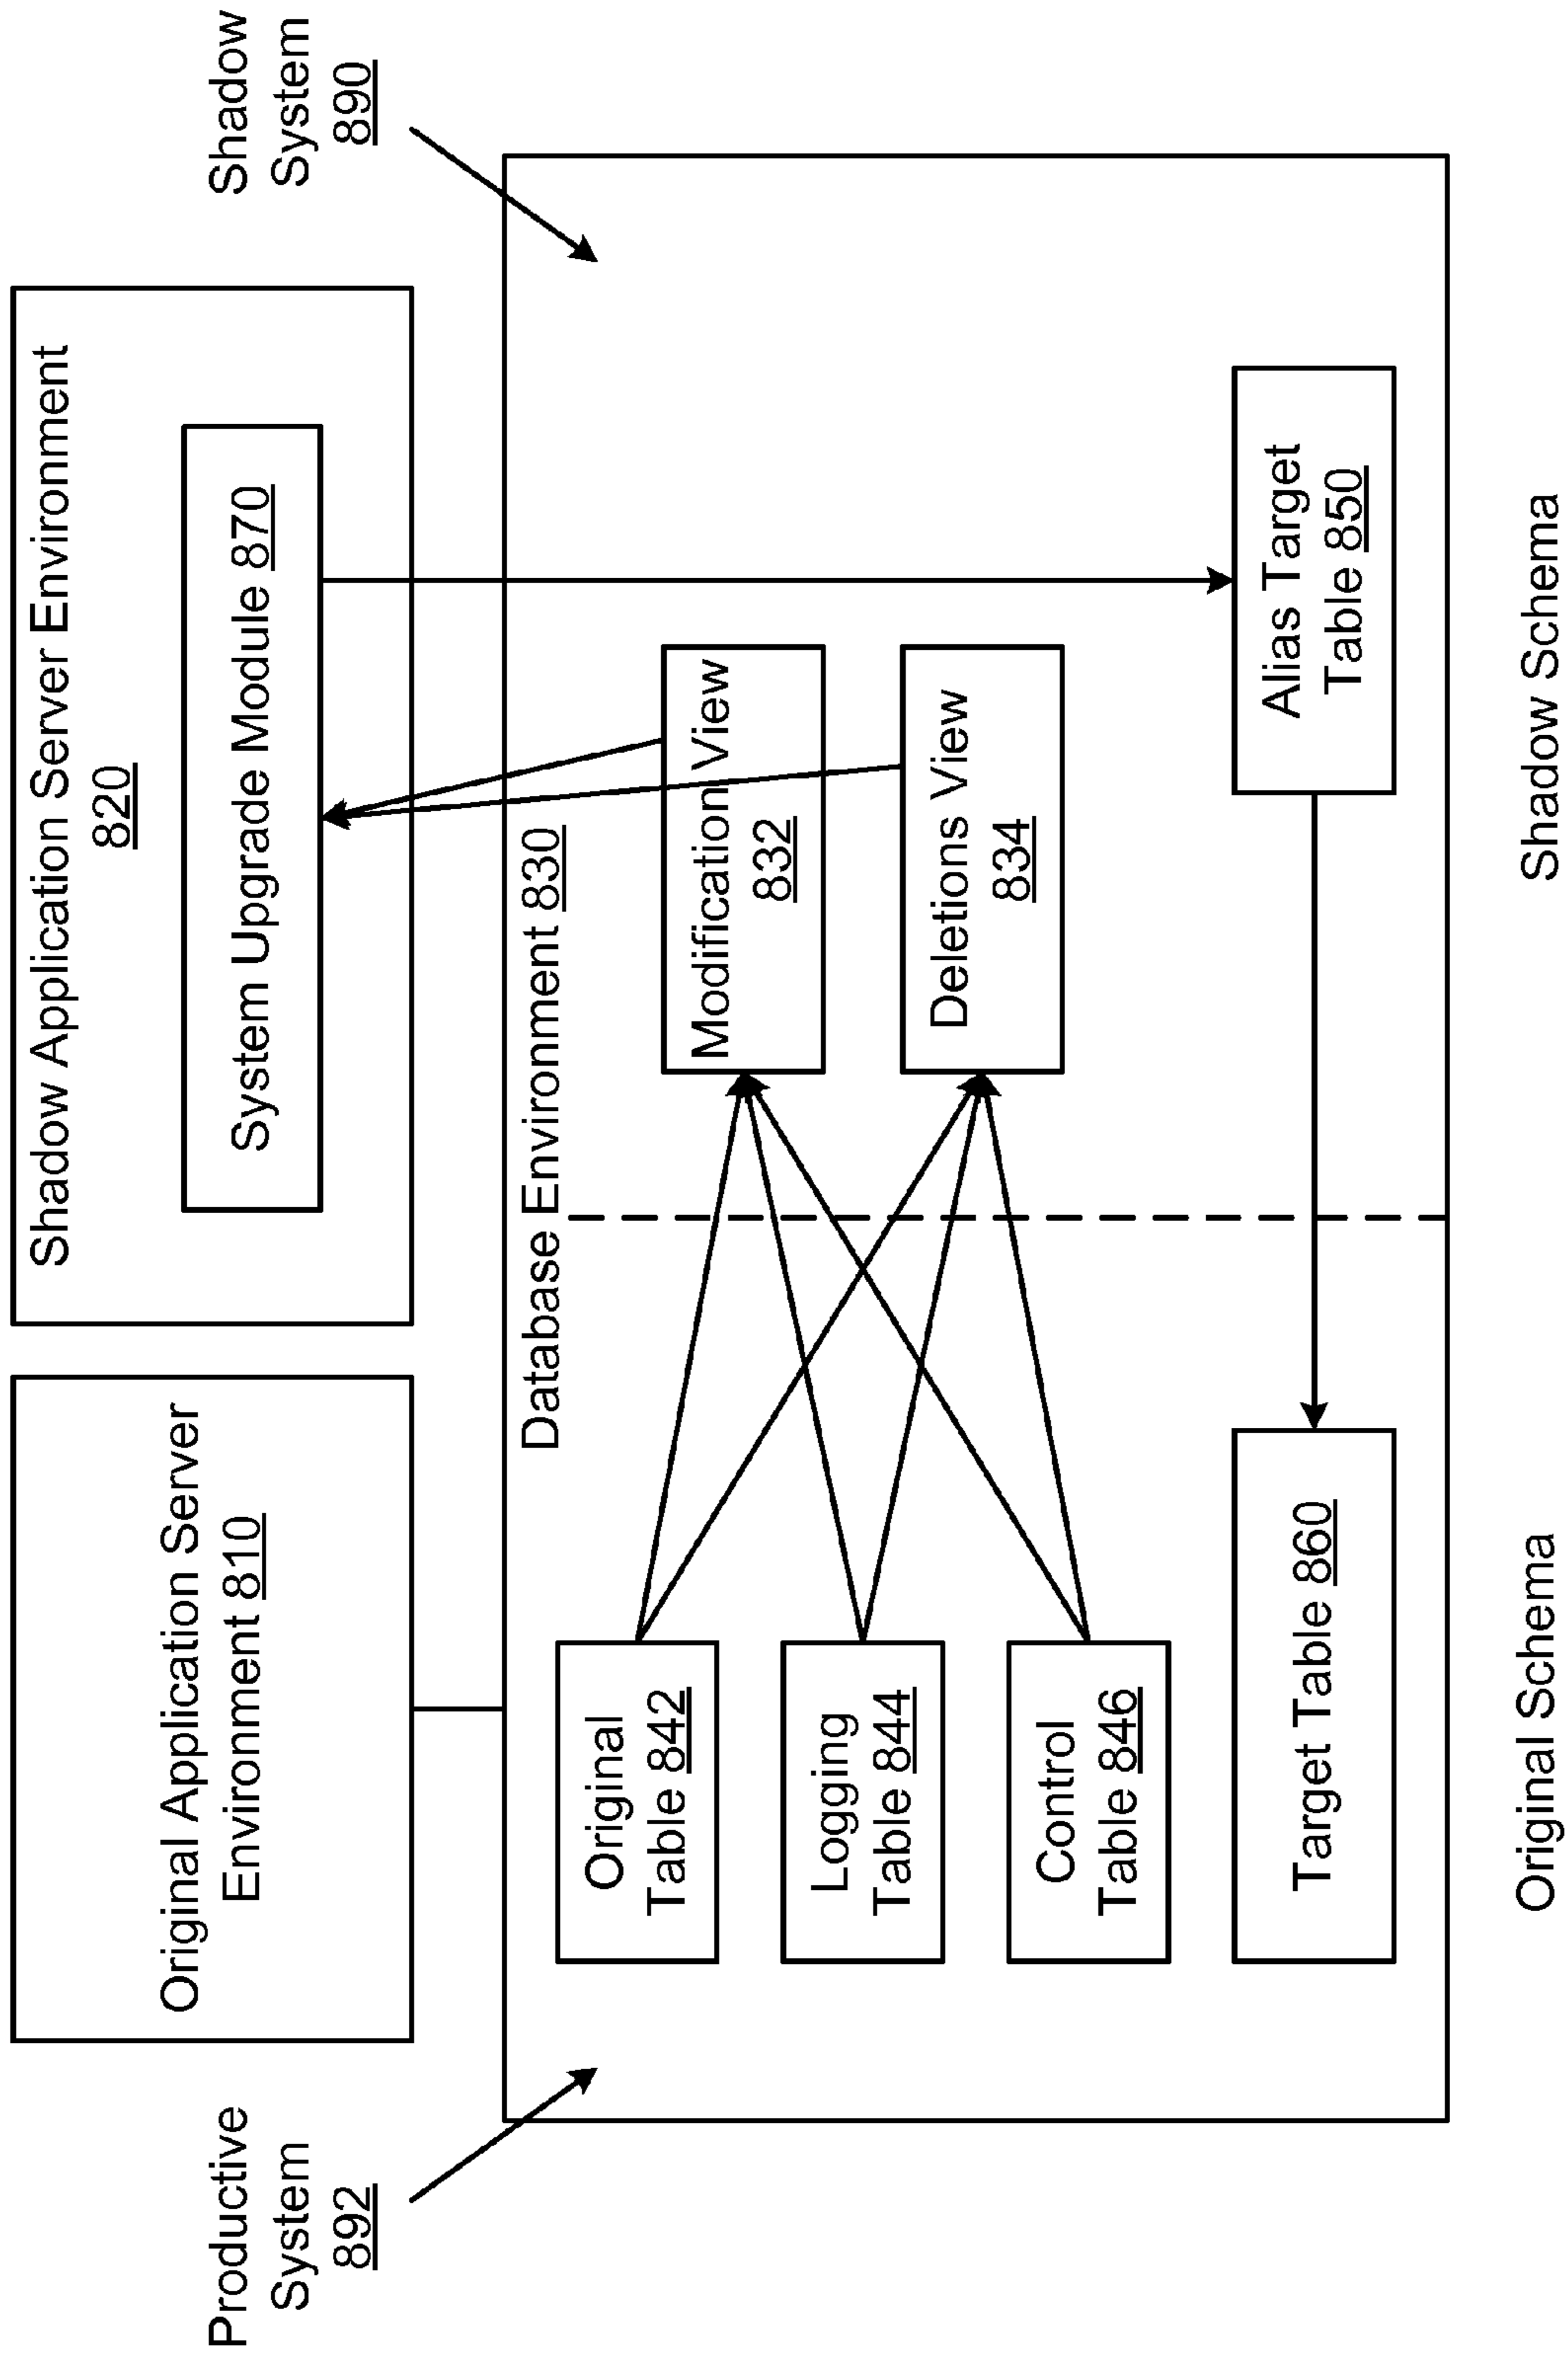 Productive
System
892
Original Application Server
Environment 810
Shadow Application Server Environment
820
System Upgrade Module 870
Shadow
System
890
Database Environment 830
Original
Table 842
Logging
Table 844
Control
Table 846
Modification View
832
Deletions View
834
Target Table 860
Alias Target
Table 850
Original Schema
Shadow Schema